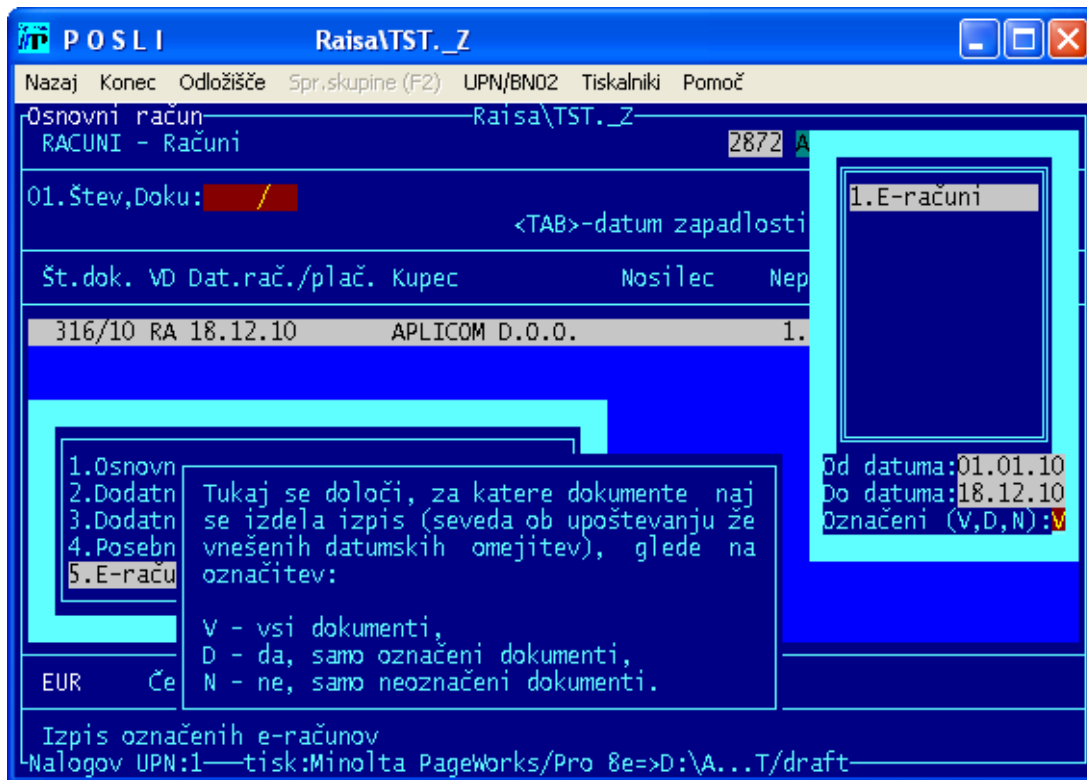 POSLI Raisa\TST._Z
Nazaj Konec Odložišče Spr.skupine (F2) UPN/BN02 Tiskalniki Pomoč
Osnovni račun Raisa\TST._Z
RACUNI - Računi 2872 A
1.E-računi
01.Štev,Doku: /
<TAB>-datum zapadlosti
Št.dok. VD Dat.rač./plač. Kupec Nosilec Nep
316/10 RA 18.12.10 APLICOM D.O.O. 1.
Od datuma:01.01.10
Do datuma:18.12.10
Označeni (V,D,N):V
1.Osnovn
2.Dodatn
3.Dodatn
4.Posebn
5.E-raču
Tukaj se določi, za katere dokumente naj
se izdela izpis (seveda ob upoštevanju že
vnešenih datumskih omejitev), glede na
označitev:
V - vsi dokumenti,
D - da, samo označeni dokumenti,
N - ne, samo neoznačeni dokumenti.
EUR Če
Izpis označenih e-računov
Nalogov UPN:1 tisk:Minolta PageWorks/Pro 8e=>D:\A...T/draft